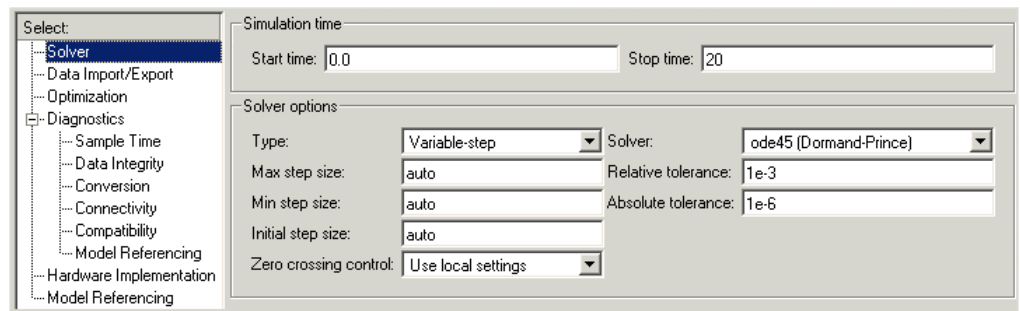 Select:
Solver
Data Import/Export
Optimization
Diagnostics
Sample Time
Data Integrity
Conversion
Connectivity
Compatibility
Model Referencing
Hardware Implementation
Model Referencing
Simulation time
Start time: 0.0 Stop time: 20
Solver options
Type: Variable-step Solver: ode45 (Dormand-Prince)
Max step size: auto Relative tolerance: 1e-3
Min step size: auto Absolute tolerance: 1e-6
Initial step size: auto
Zero crossing control: Use local settings